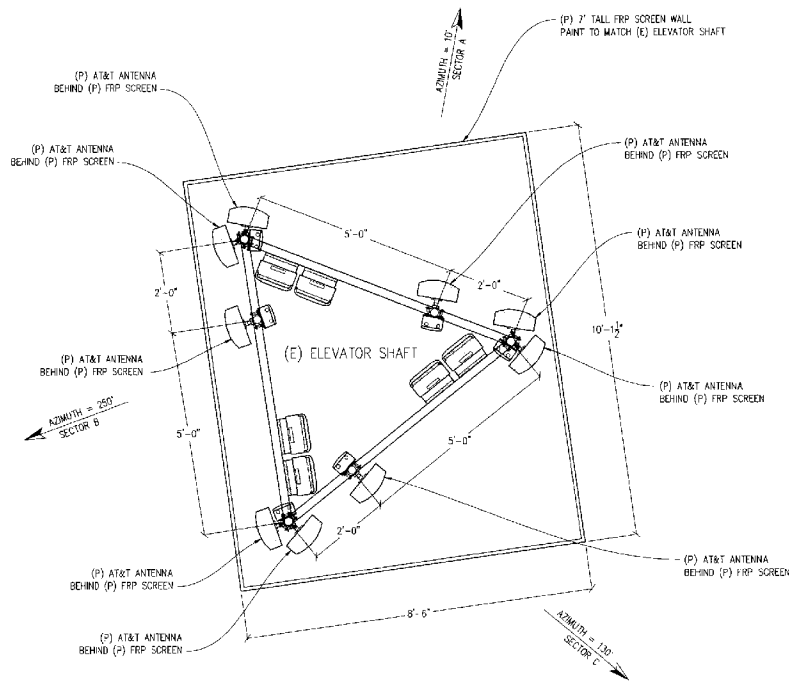 (P) 7' TALL FRP SCREEN WALL
PAINT TO MATCH (E) ELEVATOR SHAFT
AZIMUTH = 10°
SECTOR A
(P) AT&T ANTENNA
BEHIND (P) FRP SCREEN
(P) AT&T ANTENNA
BEHIND (P) FRP SCREEN
(P) AT&T ANTENNA
BEHIND (P) FRP SCREEN
(P) AT&T ANTENNA
BEHIND (P) FRP SCREEN
5'-0"
2'-0"
2'-0"
10'-1½"
(E) ELEVATOR SHAFT
(P) AT&T ANTENNA
BEHIND (P) FRP SCREEN
(P) AT&T ANTENNA
BEHIND (P) FRP SCREEN
AZIMUTH = 250°
SECTOR B
5'-0"
5'-0"
2'-0"
(P) AT&T ANTENNA
BEHIND (P) FRP SCREEN
(P) AT&T ANTENNA
BEHIND (P) FRP SCREEN
8'-6"
AZIMUTH = 130°
SECTOR C
(P) AT&T ANTENNA
BEHIND (P) FRP SCREEN